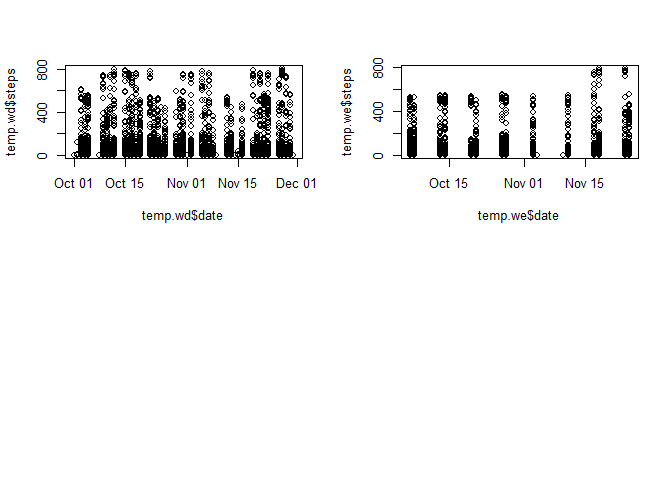 temp.wd$steps
800
400
0
Oct 01 Oct 15 Nov 01 Nov 15 Dec 01
temp.wd$date
temp.we$steps
800
400
0
Oct 15 Nov 01 Nov 15
temp.we$date